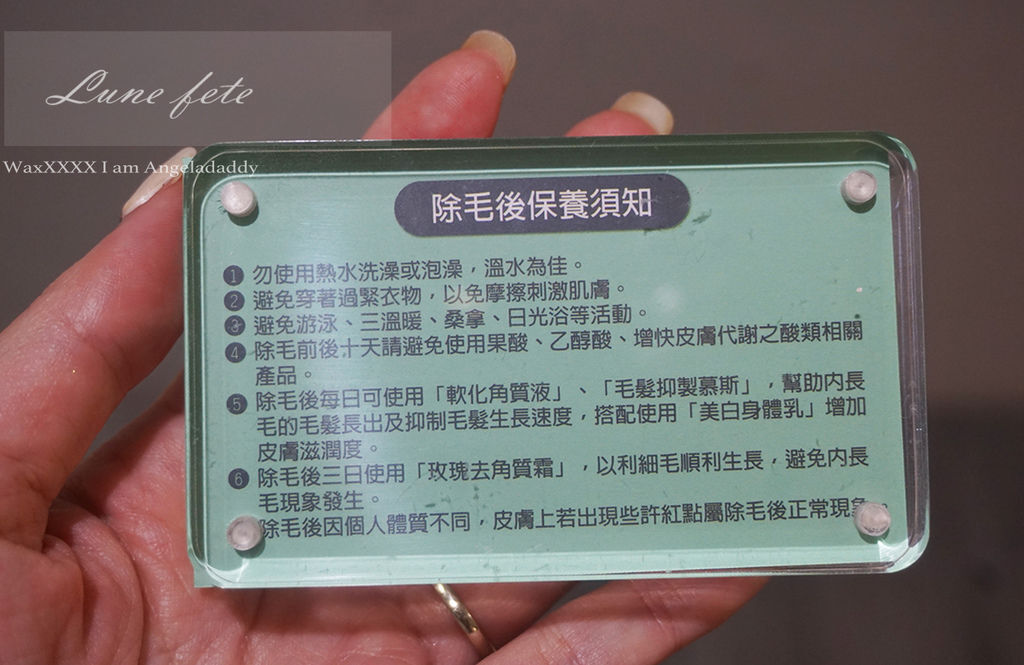 Lune fete
WaxXXXX I am Angeladaddy
除毛後保養須知
1 勿使用熱水洗澡或泡澡，溫水為佳。
2 避免穿著過緊衣物，以免摩擦刺激肌膚。
3 避免游泳、三溫暖、桑拿、日光浴等活動。
4 除毛前後十天請避免使用果酸、乙醇酸、增快皮膚代謝之酸類相關
產品。
5 除毛後每日可使用「軟化角質液」、「毛髮抑製慕斯」，幫助內長
毛的毛髮長出及抑制毛髮生長速度，搭配使用「美白身體乳」增加
皮膚滋潤度。
6 除毛後三日使用「玫瑰去角質霜」，以利細毛順利生長，避免內長
毛現象發生。
除毛後因個人體質不同，皮膚上若出現些許紅點屬除毛後正常現象